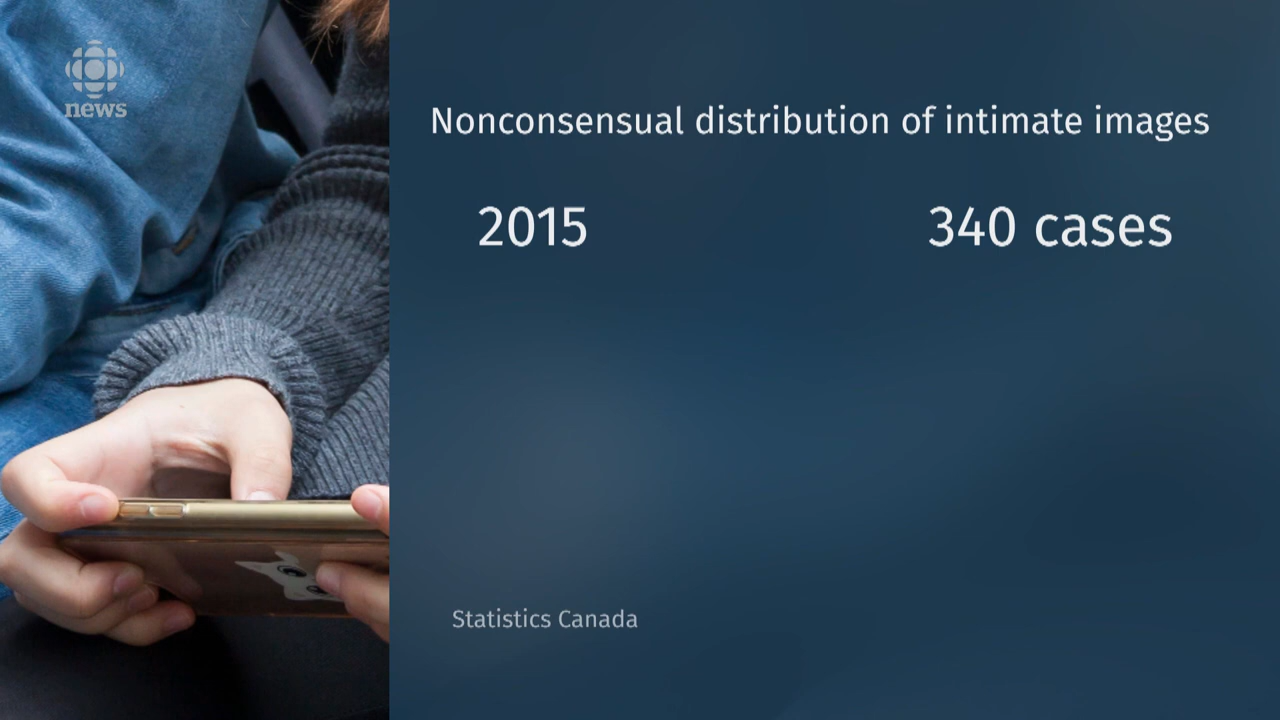 news
Nonconsensual distribution of intimate images
2015 340 cases
Statistics Canada